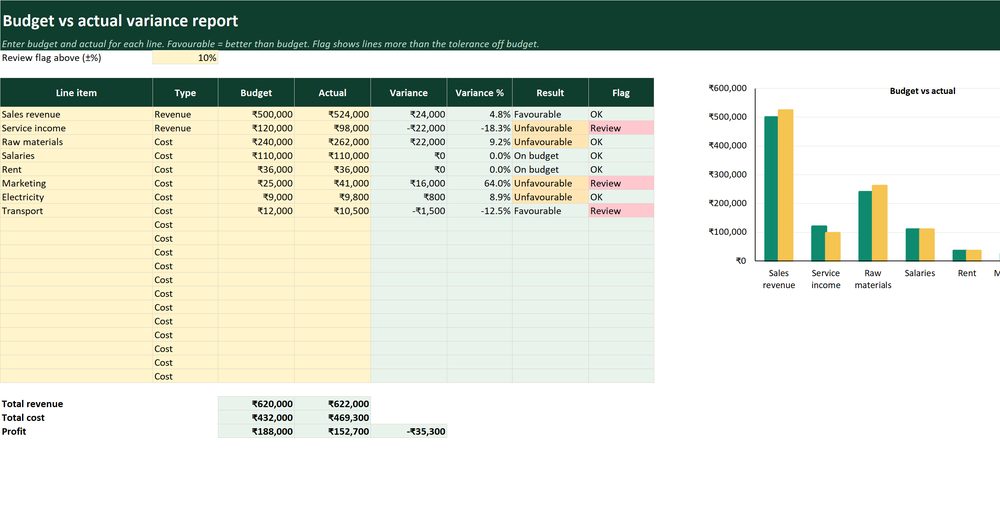 Budget vs actual variance report
Enter budget and actual for each line. Favourable = better than budget. Flag shows lines more than the tolerance off budget.
Review flag above (±%) 10%
Line item Type Budget Actual Variance Variance % Result Flag
Sales revenue Revenue ₹500,000 ₹524,000 ₹24,000 4.8% Favourable OK
Service income Revenue ₹120,000 ₹98,000 -₹22,000 -18.3% Unfavourable Review
Raw materials Cost ₹240,000 ₹262,000 ₹22,000 9.2% Unfavourable OK
Salaries Cost ₹110,000 ₹110,000 ₹0 0.0% On budget OK
Rent Cost ₹36,000 ₹36,000 ₹0 0.0% On budget OK
Marketing Cost ₹25,000 ₹41,000 ₹16,000 64.0% Unfavourable Review
Electricity Cost ₹9,000 ₹9,800 ₹800 8.9% Unfavourable OK
Transport Cost ₹12,000 ₹10,500 -₹1,500 -12.5% Favourable Review
Cost
Cost
Cost
Cost
Cost
Cost
Cost
Cost
Cost
Cost
Cost
Cost
Total revenue ₹620,000 ₹622,000
Total cost ₹432,000 ₹469,300
Profit ₹188,000 ₹152,700 -₹35,300
Budget vs actual
₹600,000
₹500,000
₹400,000
₹300,000
₹200,000
₹100,000
₹0
Sales revenue
Service income
Raw materials
Salaries
Rent